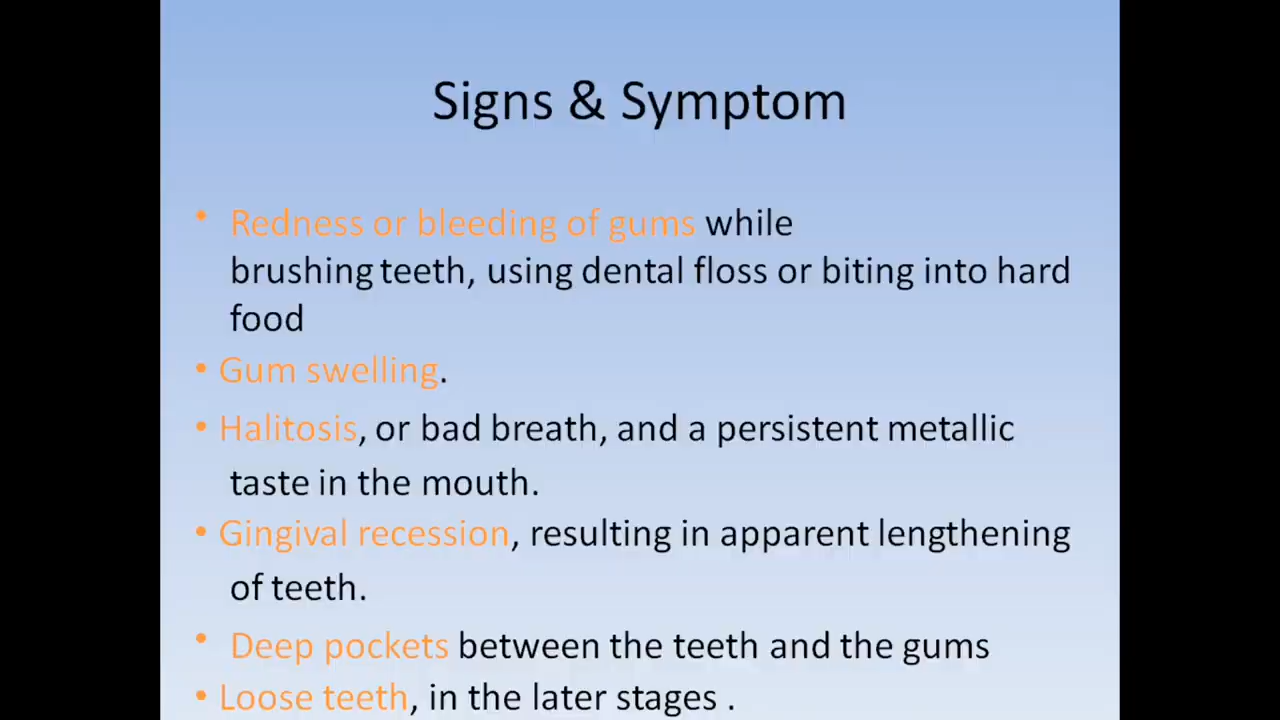 Signs & Symptom
• Redness or bleeding of gums while
brushing teeth, using dental floss or biting into hard
food
• Gum swelling.
• Halitosis, or bad breath, and a persistent metallic
taste in the mouth.
• Gingival recession, resulting in apparent lengthening
of teeth.
• Deep pockets between the teeth and the gums
• Loose teeth, in the later stages .